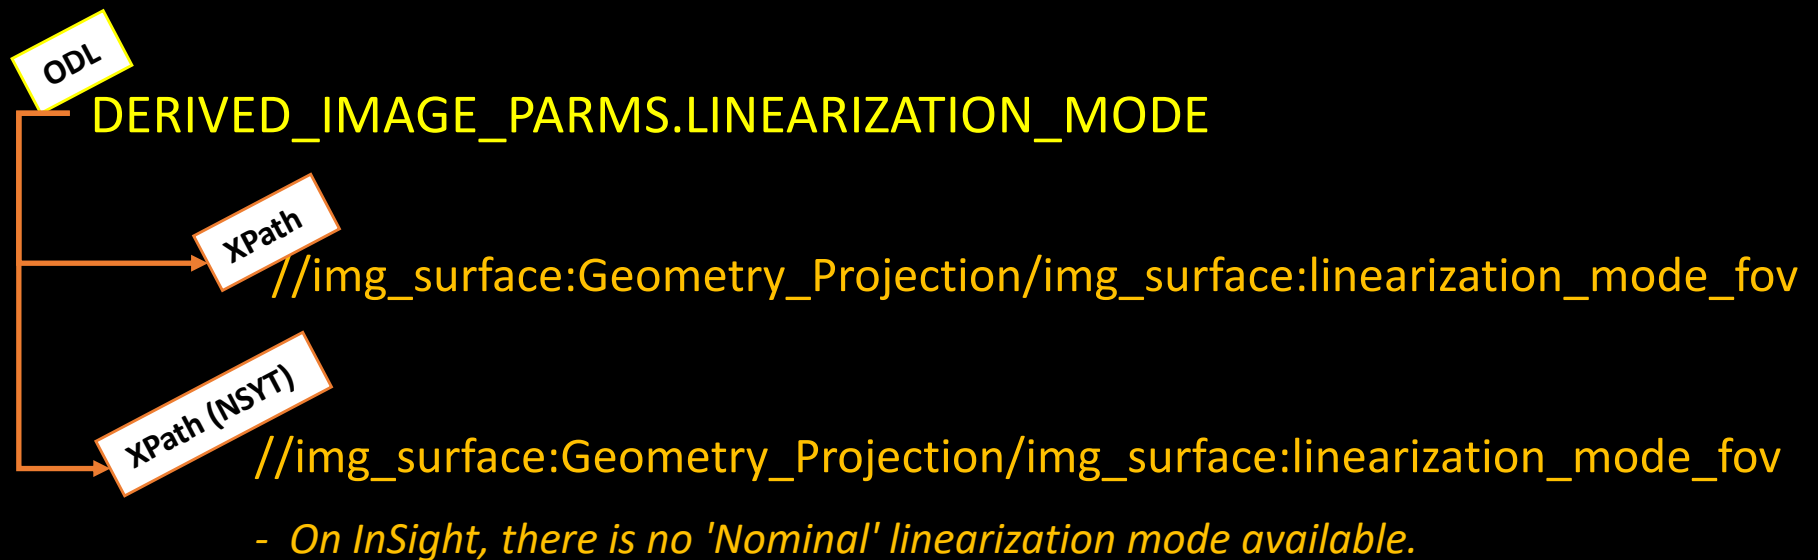 ODL
DERIVED_IMAGE_PARMS.LINEARIZATION_MODE
XPath
//img_surface:Geometry_Projection/img_surface:linearization_mode_fov
XPath (NSYT)
//img_surface:Geometry_Projection/img_surface:linearization_mode_fov
- On InSight, there is no 'Nominal' linearization mode available.